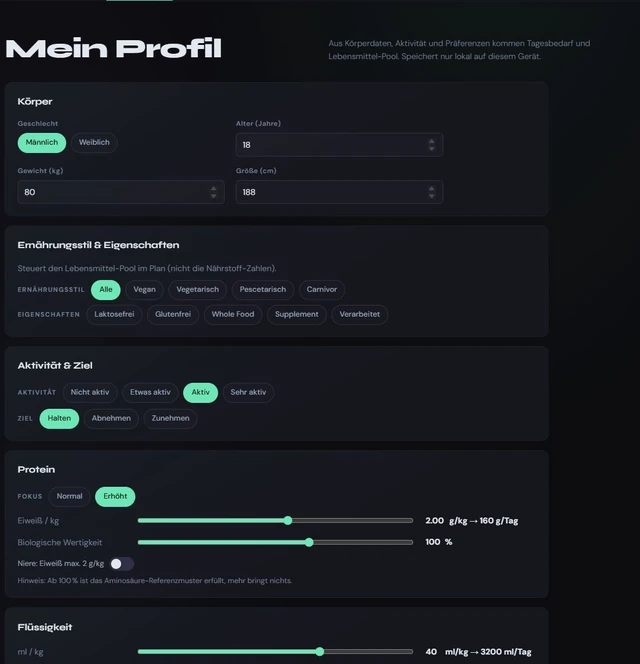 Mein Profil
Aus Körperdaten, Aktivität und Präferenzen kommen Tagesbedarf und
Lebensmittel-Pool. Speichert nur lokal auf diesem Gerät.
Körper
Geschlecht
Männlich Weiblich
Alter (Jahre)
18
Gewicht (kg)
80
Größe (cm)
188
Ernährungsstil & Eigenschaften
Steuert den Lebensmittel-Pool im Plan (nicht die Nährstoff-Zahlen).
ERNÄHRUNGSSTIL Alle Vegan Vegetarisch Pescetarisch Carnivor
EIGENSCHAFTEN Laktosefrei Glutenfrei Whole Food Supplement Verarbeitet
Aktivität & Ziel
AKTIVITÄT Nicht aktiv Etwas aktiv Aktiv Sehr aktiv
ZIEL Halten Abnehmen Zunehmen
Protein
FOKUS Normal Erhöht
Eiweiß / kg 2.00 g/kg → 160 g/Tag
Biologische Wertigkeit 100 %
Niere: Eiweiß max. 2 g/kg
Hinweis: Ab 100 % ist das Aminosäure-Referenzmuster erfüllt, mehr bringt nichts.
Flüssigkeit
ml / kg 40 ml/kg → 3200 ml/Tag